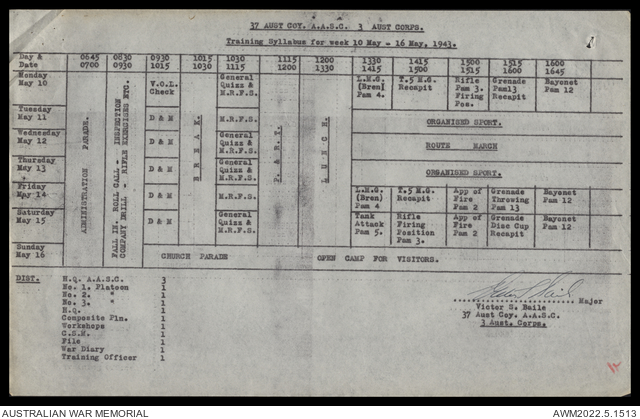 37 AUST COY. A.A.S.C. 3 AUST CORPS.
Training Syllabus for week 10 May - 16 May, 1943.
Day & Date 0645 0700 0830 0930 0930 1015 1015 1030 1030 1115 1115 1200 1200 1330 1330 1415 1415 1500 1500 1515 1515 1600 1600 1645
Monday May 10 V.O.L. Check General Quizz & M.R.F.S. L.M.G. (Bren) Pam 4. Recapit Rifle Pam 3. Firing Pos. Grenade Pam13 Recapit Bayonet Pam 12
Tuesday May 11 D & M ORGANISED SPORT.
Wednesday May 12 D & M General Quizz & M.R.F.S. ROUTE MARCH
Thursday May 13 D & M ORGANISED SPORT.
Friday May 14 D & M General Quizz & M.R.F.S. L.M.G. (Bren) Pam 4 Recapit App of Fire Pam 2 Grenade Throwing Pam 13 Bayonet Pam 12
Saturday May 15 D & M General Quizz & M.R.F.S. Tank Attack Pam 5. Rifle Firing Position Pam 3. App of Fire Pam 2 Grenade Disc Cup Recapit Bayonet Pam 12
ADMINISTRATION PARADE.
FALL IN. ROLL CALL - INSPECTION
COMPANY DRILL - RIFLE EXERCISES ETC.
BREAK.
P. & R.T.
LUNCH.
Sunday May 16 CHURCH PARADE OPEN CAMP FOR VISITORS.
DIST. H.Q. A.A.S.C. 3
No. 1. Platoon 1
No. 2. " 1
No. 3. " 1
H.Q. 1
Composite Pln. 1
Workshops 1
C.S.M. 1
File 1
War Diary 1
Training Officer 1
Major
Victor S. Baile
37 Aust Coy. A.A.S.C.
3 Aust. Corps.
AUSTRALIAN WAR MEMORIAL
AWM2022.5.1513